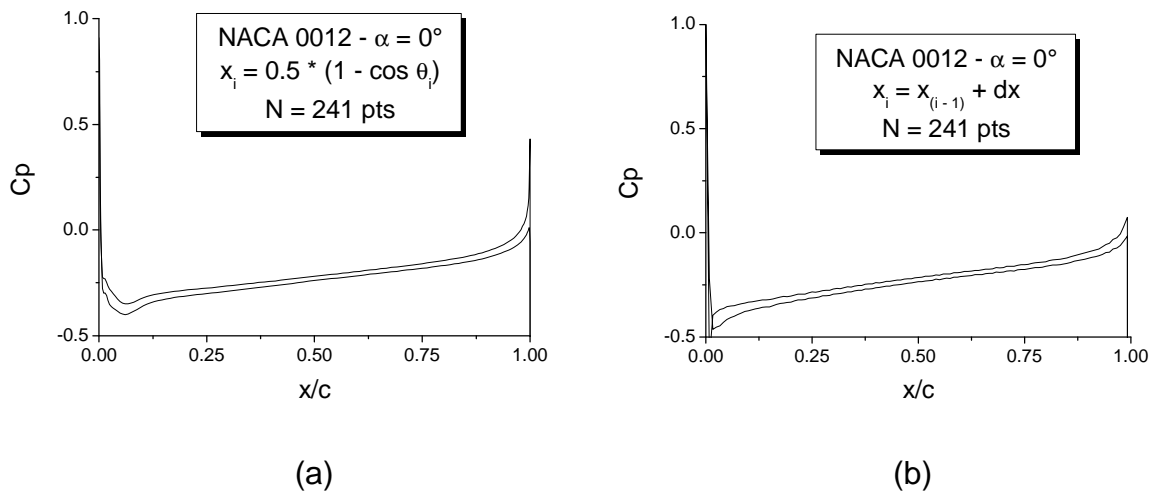 NACA 0012 - α = 0°
x_i = 0.5 * (1 - cos θ_i)
N = 241 pts
1.0
0.5
0.0
-0.5
Cp
0.00
0.25
0.50
0.75
1.00
x/c
(a)
NACA 0012 - α = 0°
x_i = x_(i - 1) + dx
N = 241 pts
1.0
0.5
0.0
-0.5
Cp
0.00
0.25
0.50
0.75
1.00
x/c
(b)